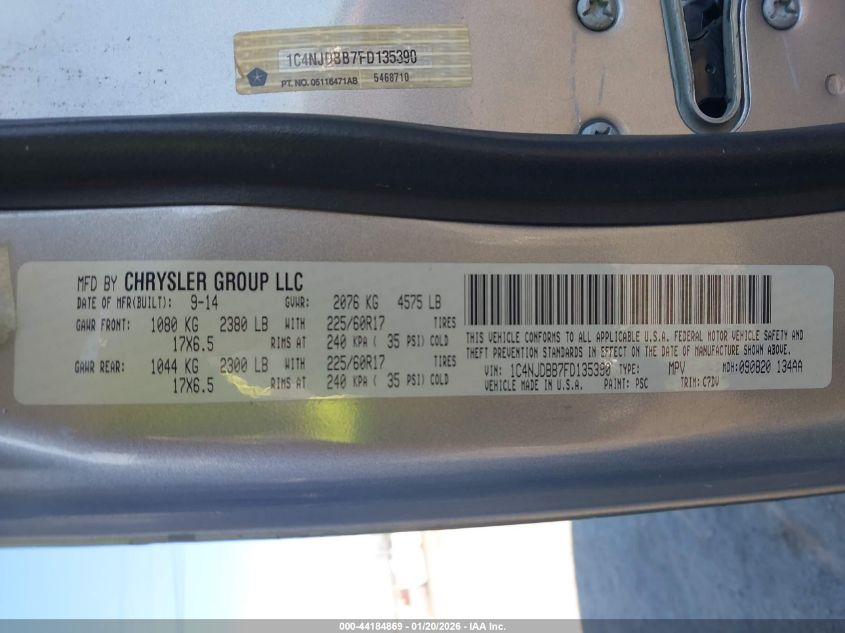 1C4NJDBB7FD135390
PT. NO. 05116471AB 5468710
MFD BY CHRYSLER GROUP LLC
DATE OF MFR(BUILT): 9-14 GVWR: 2076 KG 4575 LB
GAWR FRONT: 1080 KG 2380 LB WITH 225/60R17 TIRES
17X6.5 RIMS AT 240 KPA ( 35 PSI) COLD
GAWR REAR: 1044 KG 2300 LB WITH 225/60R17 TIRES
17X6.5 RIMS AT 240 KPA ( 35 PSI) COLD
THIS VEHICLE CONFORMS TO ALL APPLICABLE U.S.A. FEDERAL MOTOR VEHICLE SAFETY AND
THEFT PREVENTION STANDARDS IN EFFECT ON THE DATE OF MANUFACTURE SHOWN ABOVE.
VIN: 1C4NJDBB7FD135390 TYPE: MPV MDH: 090820 134AA
VEHICLE MADE IN U.S.A. PAINT: PSC TRIM: C7DV
000-44184869 - 01/20/2026 - IAA Inc.